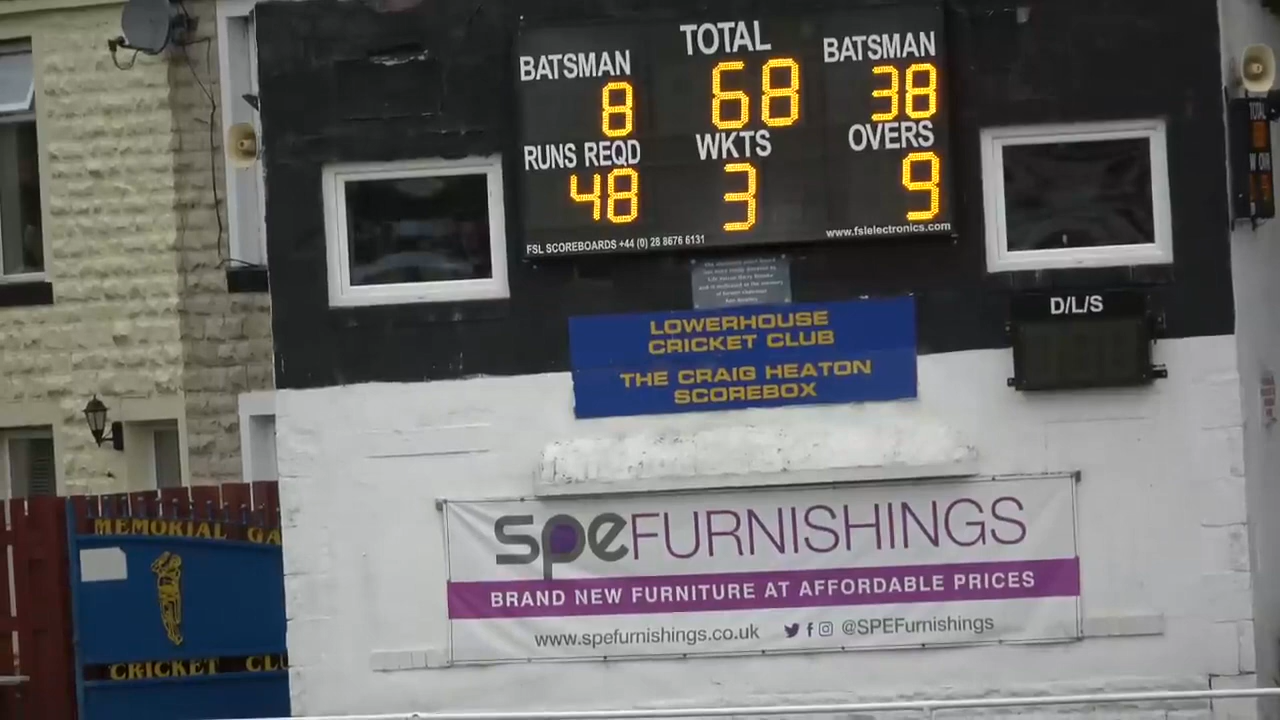 TOTAL
BATSMAN
BATSMAN
8
68
38
RUNS REQD
WKTS
OVERS
48
3
9
FSL SCOREBOARDS +44 (0) 28 8676 6131
www.fslelectronics.com
D/L/S
LOWERHOUSE
CRICKET CLUB
THE CRAIG HEATON
SCOREBOX
speFURNISHINGS
BRAND NEW FURNITURE AT AFFORDABLE PRICES
www.spefurnishings.co.uk
@SPEFurnishings
MEMORIAL GA
CRICKET CLU